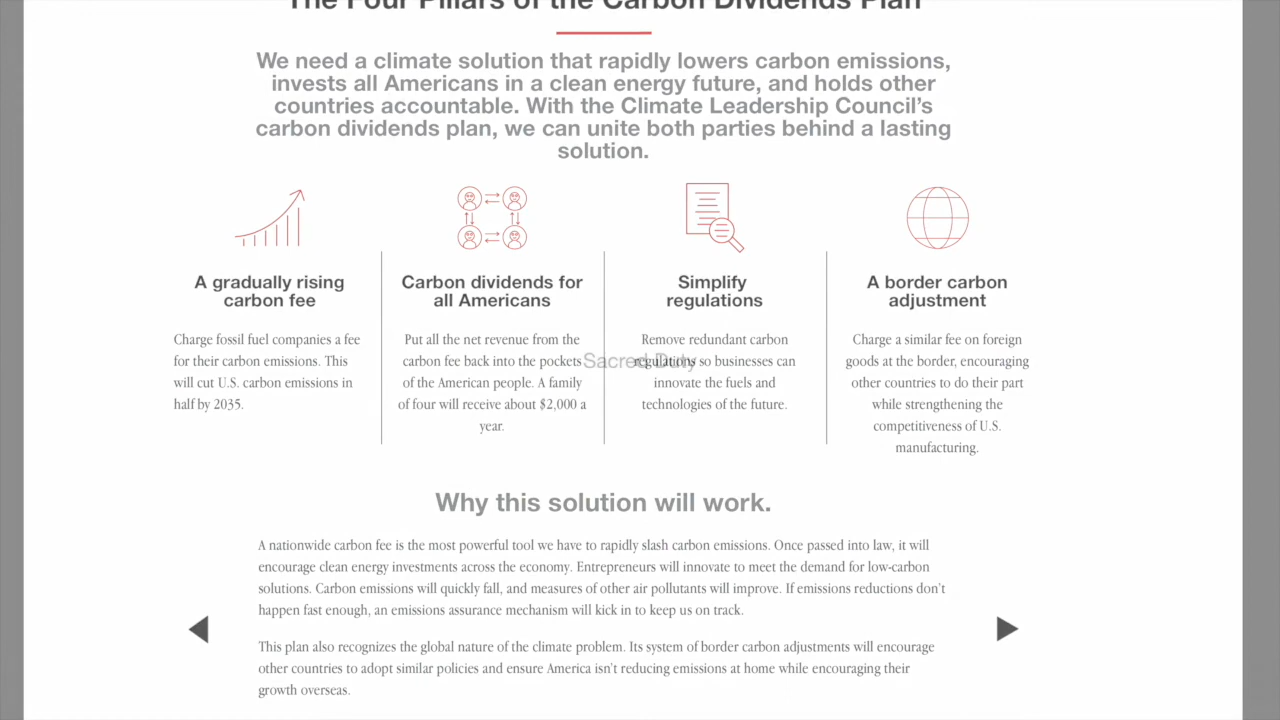 The Four Pillars of the Carbon Dividends Plan
We need a climate solution that rapidly lowers carbon emissions,
invests all Americans in a clean energy future, and holds other
countries accountable. With the Climate Leadership Council's
carbon dividends plan, we can unite both parties behind a lasting
solution.
A gradually rising
carbon fee
Charge fossil fuel companies a fee
for their carbon emissions. This
will cut U.S. carbon emissions in
half by 2035.
Carbon dividends for
all Americans
Put all the net revenue from the
carbon fee back into the pockets
of the American people. A family
of four will receive about $2,000 a
year.
Simplify
regulations
Remove redundant carbon
regulations so businesses can
innovate the fuels and
technologies of the future.
Sacred Duty
A border carbon
adjustment
Charge a similar fee on foreign
goods at the border, encouraging
other countries to do their part
while strengthening the
competitiveness of U.S.
manufacturing.
Why this solution will work.
A nationwide carbon fee is the most powerful tool we have to rapidly slash carbon emissions. Once passed into law, it will
encourage clean energy investments across the economy. Entrepreneurs will innovate to meet the demand for low-carbon
solutions. Carbon emissions will quickly fall, and measures of other air pollutants will improve. If emissions reductions don't
happen fast enough, an emissions assurance mechanism will kick in to keep us on track.
This plan also recognizes the global nature of the climate problem. Its system of border carbon adjustments will encourage
other countries to adopt similar policies and ensure America isn't reducing emissions at home while encouraging their
growth overseas.